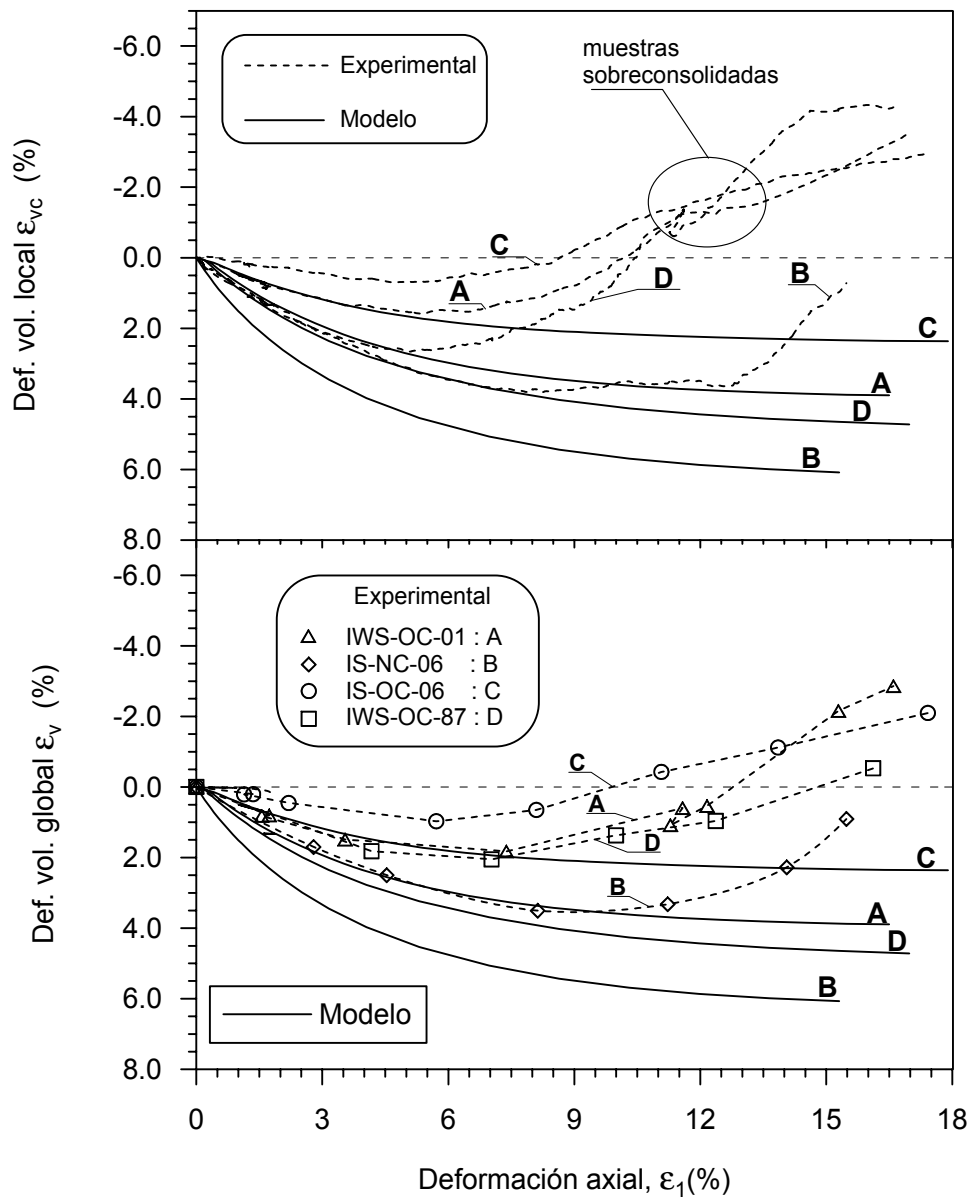 -6.0
-4.0
-2.0
0.0
2.0
4.0
6.0
8.0
Def. vol. local εvc (%)
Experimental
Modelo
muestras
sobreconsolidadas
C
A
D
B
C
A
D
B
-6.0
-4.0
-2.0
0.0
2.0
4.0
6.0
8.0
Def. vol. global εv (%)
Experimental
IWS-OC-01 : A
IS-NC-06 : B
IS-OC-06 : C
IWS-OC-87 : D
C
A
D
B
C
A
D
B
Modelo
0 3 6 9 12 15 18
Deformación axial, ε1(%)